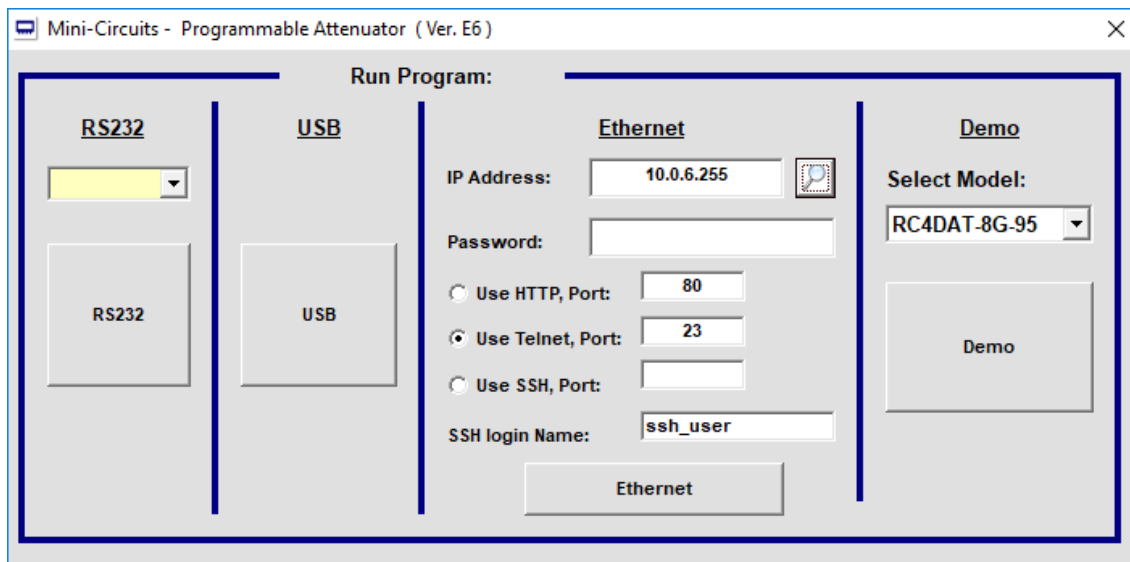 Mini-Circuits - Programmable Attenuator ( Ver. E6 )
Run Program:
RS232
RS232
USB
USB
Ethernet
IP Address: 10.0.6.255
Password:
Use HTTP, Port: 80
Use Telnet, Port: 23
Use SSH, Port:
SSH login Name: ssh_user
Ethernet
Demo
Select Model:
RC4DAT-8G-95
Demo